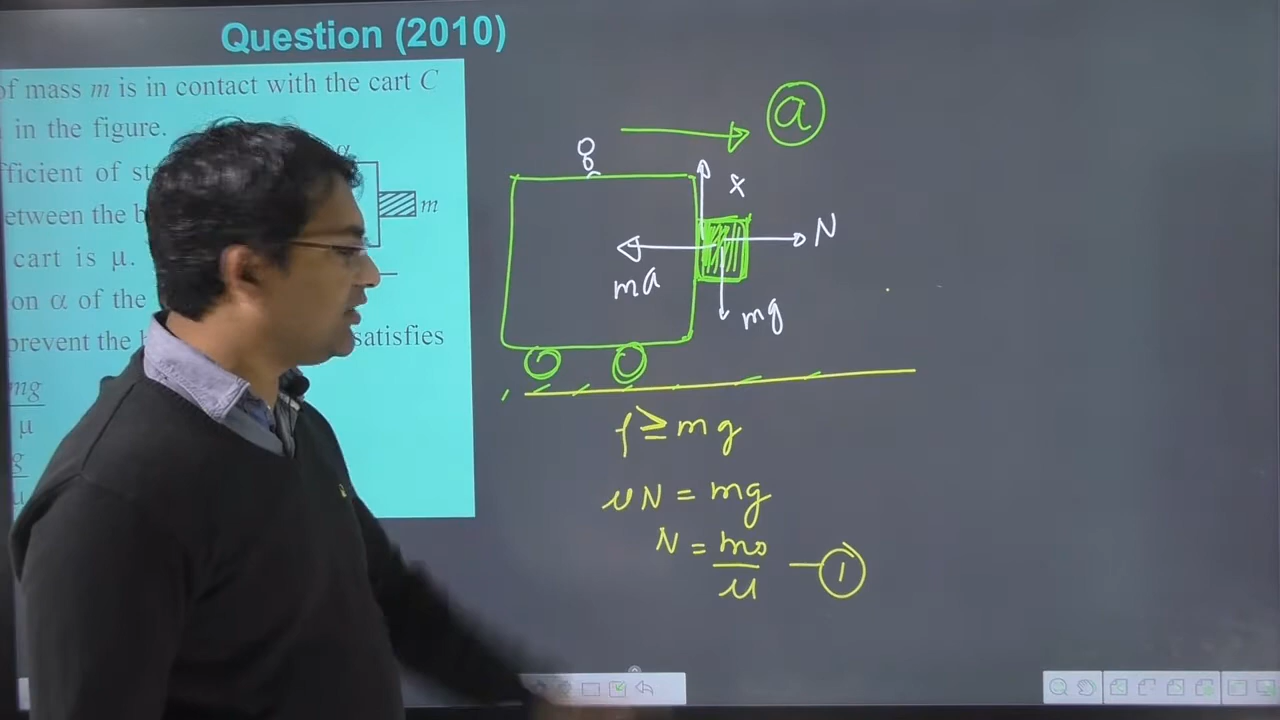 Question (2010)
of mass m is in contact with the cart C
in the figure.
fficient of st
etween the b
cart is μ.
on α of the
prevent the b
satisfies
mg
μ
g
μ
α
m
a
N
ma
mg
f ≥ mg
μN = mg
N = mg
μ
1